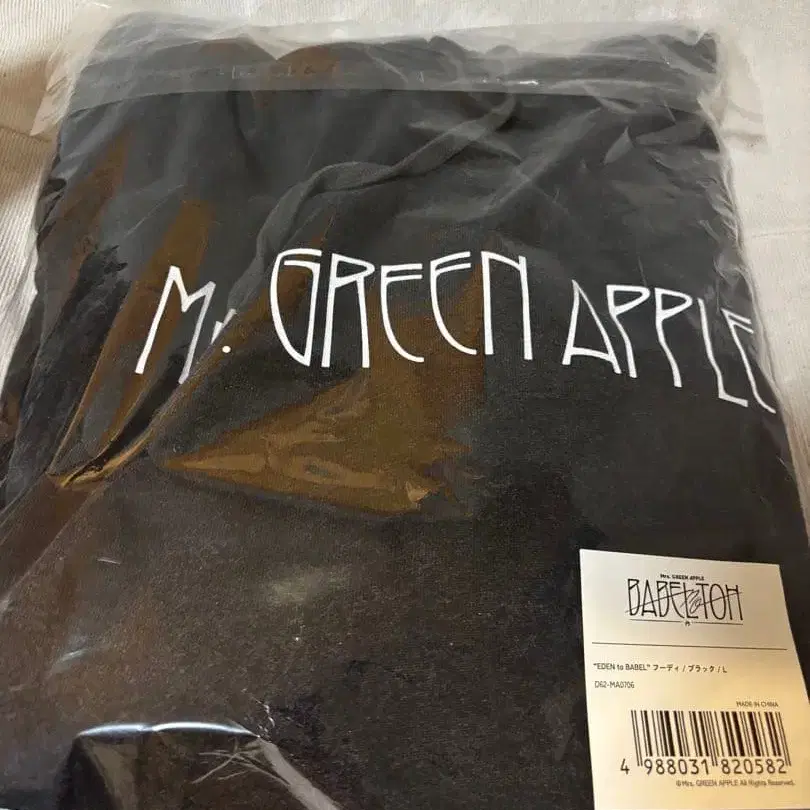 Mr. GREEN APPLE
Mrs. GREEN APPLE
BABEL no TOH
"EDEN to BABEL" フーディ / ブラック / L
D62-MA0706
MADE IN CHINA
4 988031 820582
© Mrs. GREEN APPLE All Rights Reserved.